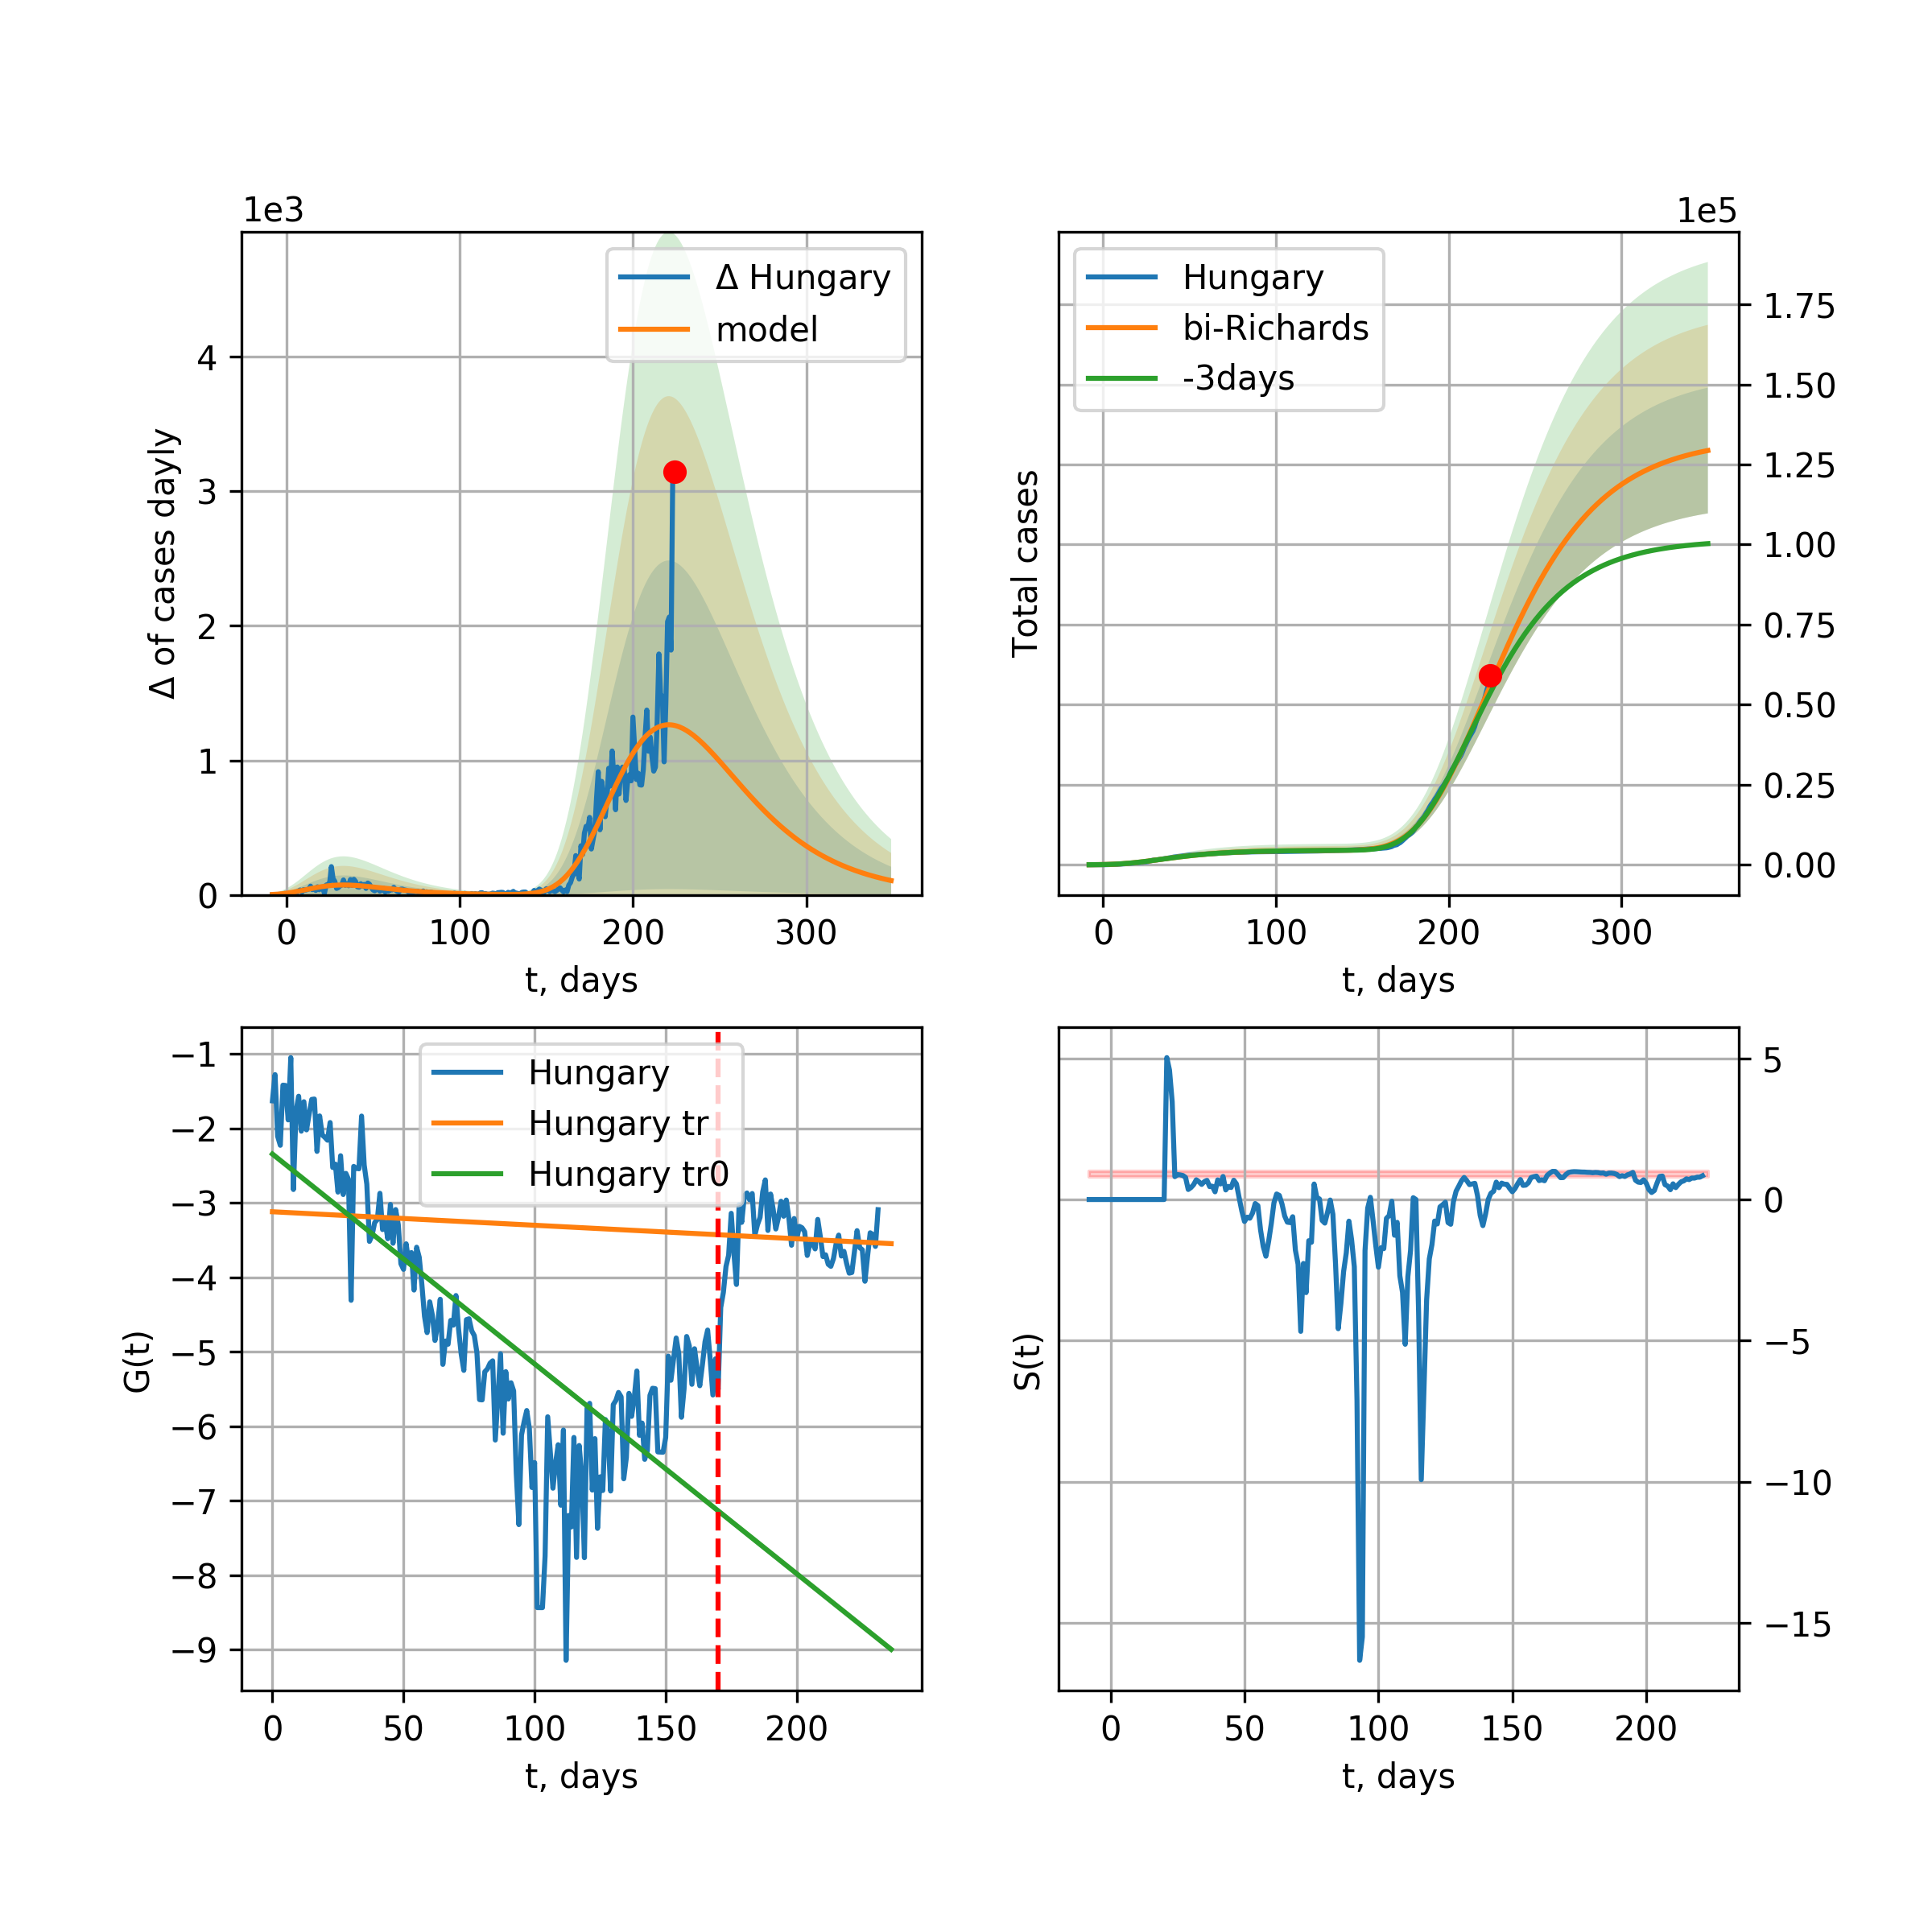 1e3
Δ Hungary
model
4
3
2
1
0
Δ of cases dayly
0
100
200
300
t, days
1e5
Hungary
bi-Richards
-3days
1.75
1.50
1.25
1.00
0.75
0.50
0.25
0.00
Total cases
0
100
200
300
t, days
Hungary
Hungary tr
Hungary tr0
−1
−2
−3
−4
−5
−6
−7
−8
−9
G(t)
0
50
100
150
200
t, days
5
0
−5
−10
−15
S(t)
0
50
100
150
200
t, days